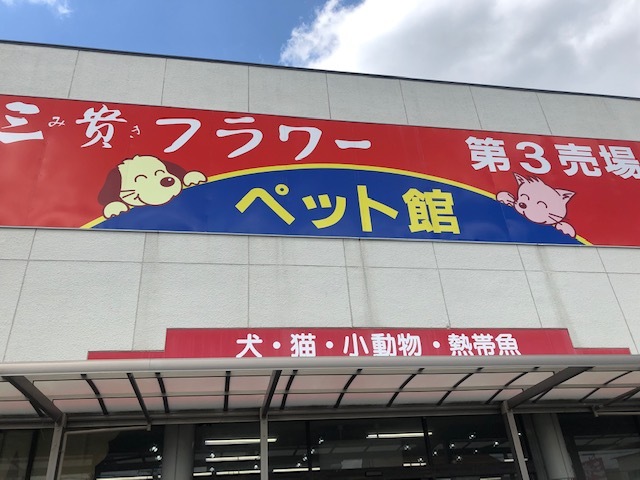 三み貴きフラワー 第3売場
ペット館
犬・猫・小動物・熱帯魚